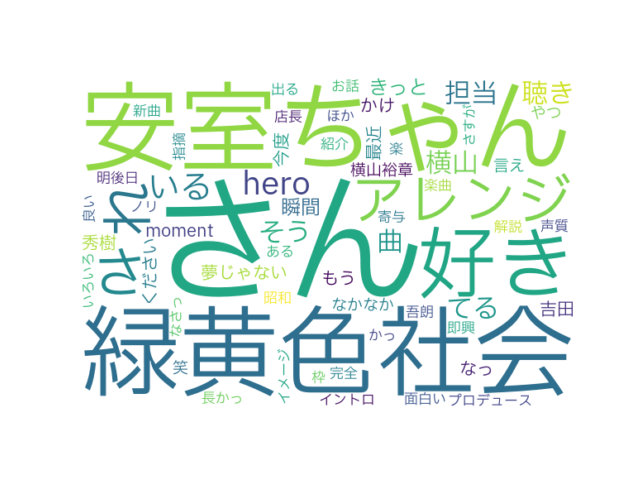 安室ちゃん
さん
緑黄色社会
好き
アレンジ
され
いる
hero
担当
聴き
横山
そう
曲
てる
瞬間
moment
夢じゃない
ください
秀樹
いろいろ
良い
明後日
ノリ
新曲
指摘
出る
店長
今度
お話
ほか
紹介
かけ
きっと
最近
楽
横山裕章
言え
さすが
やつ
楽曲
解説
声質
寄与
ある
もう
昭和
なかなか
吾朗
即興
吉田
かっ
なっ
なさっ
笑
長かっ
イメージ
枠
完全
イントロ
面白い
プロデュース